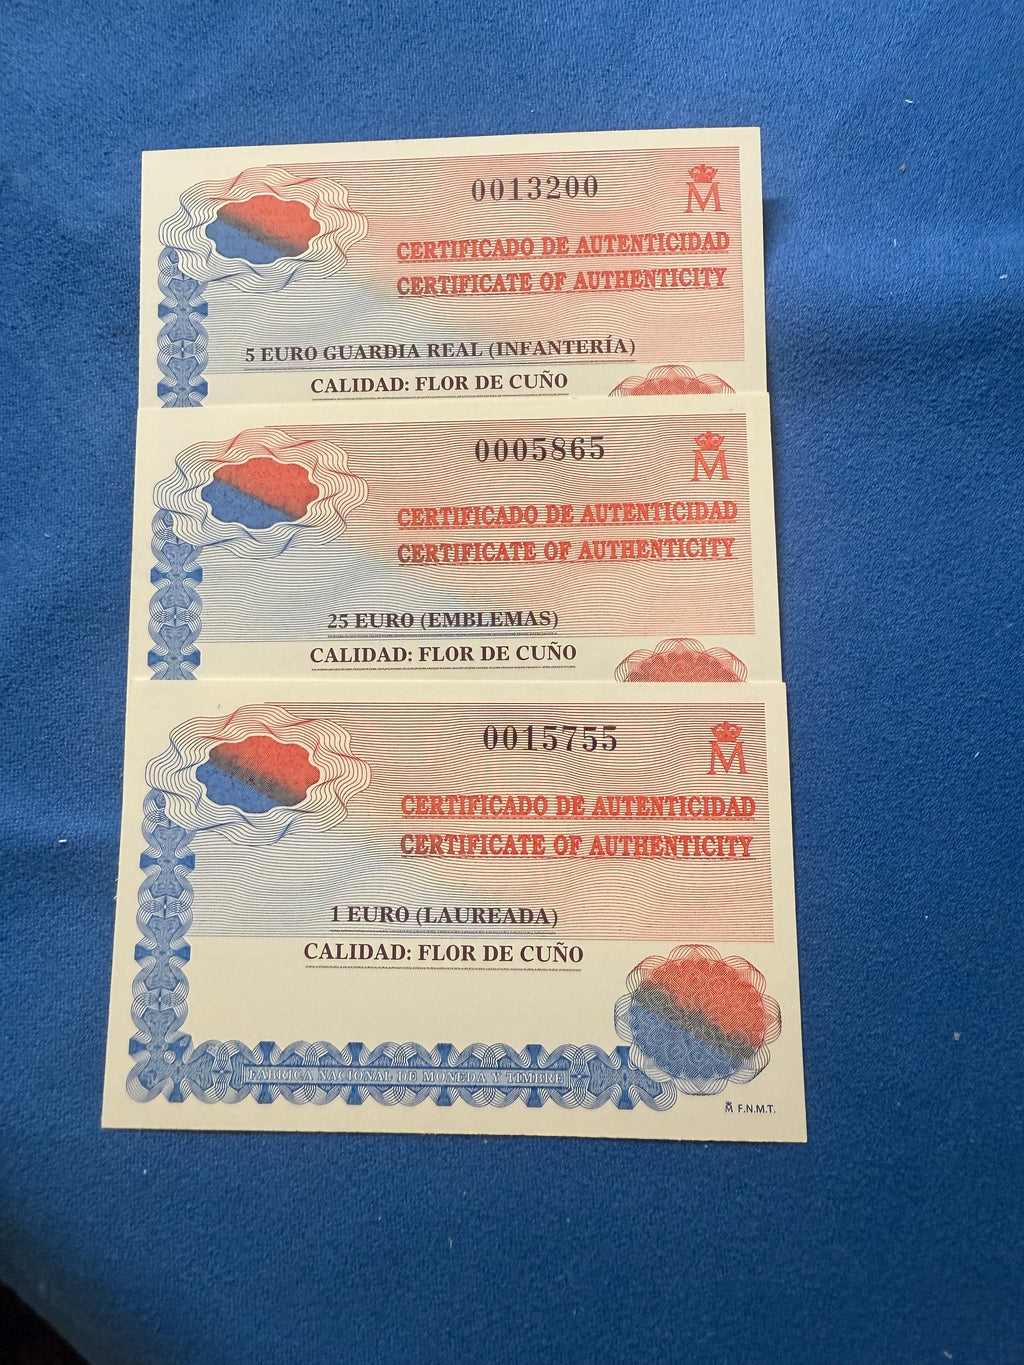 0013200
M
CERTIFICADO DE AUTENTICIDAD
CERTIFICATE OF AUTHENTICITY
5 EURO GUARDIA REAL (INFANTERÍA)
CALIDAD: FLOR DE CUÑO
0005865
M
CERTIFICADO DE AUTENTICIDAD
CERTIFICATE OF AUTHENTICITY
25 EURO (EMBLEMAS)
CALIDAD: FLOR DE CUÑO
0015755
M
CERTIFICADO DE AUTENTICIDAD
CERTIFICATE OF AUTHENTICITY
1 EURO (LAUREADA)
CALIDAD: FLOR DE CUÑO
FABRICA NACIONAL DE MONEDA Y TIMBRE
M F.N.M.T.